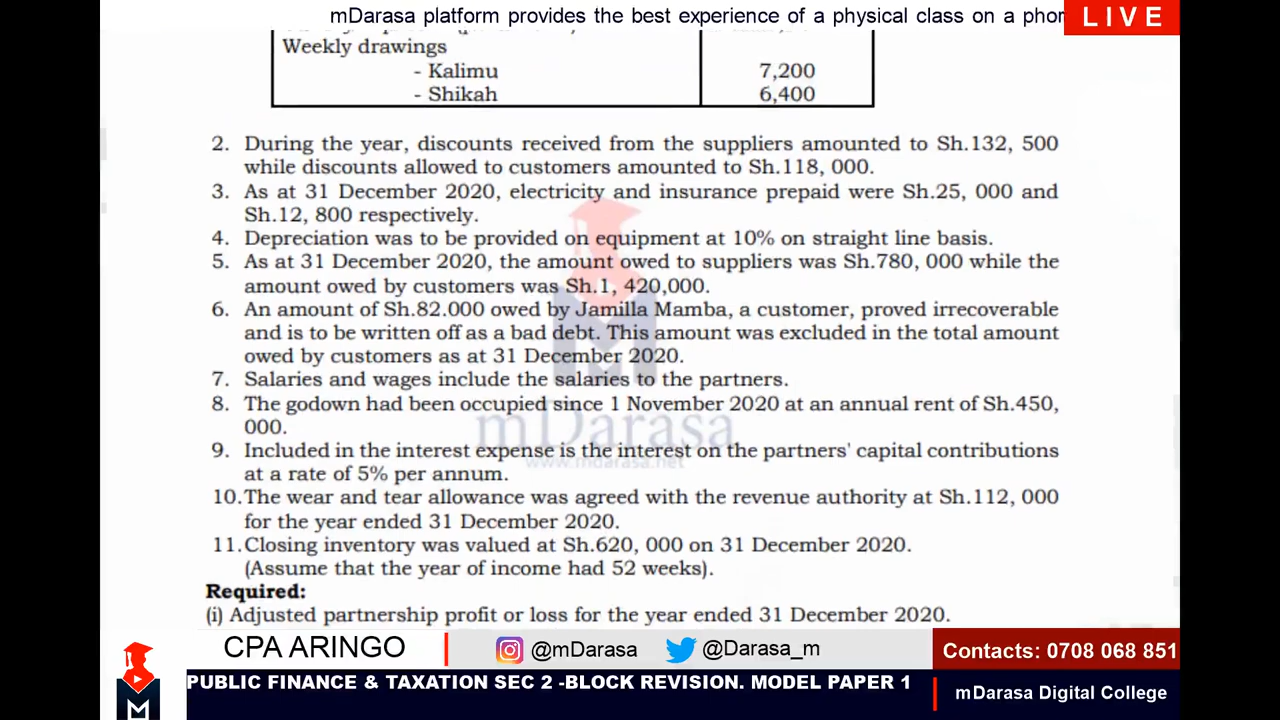 mDarasa platform provides the best experience of a physical class on a phor
LIVE
Weekly drawings
- Kalimu 7,200
- Shikah 6,400
2. During the year, discounts received from the suppliers amounted to Sh.132, 500
while discounts allowed to customers amounted to Sh.118, 000.
3. As at 31 December 2020, electricity and insurance prepaid were Sh.25, 000 and
Sh.12, 800 respectively.
4. Depreciation was to be provided on equipment at 10% on straight line basis.
5. As at 31 December 2020, the amount owed to suppliers was Sh.780, 000 while the
amount owed by customers was Sh.1, 420,000.
6. An amount of Sh.82.000 owed by Jamilla Mamba, a customer, proved irrecoverable
and is to be written off as a bad debt. This amount was excluded in the total amount
owed by customers as at 31 December 2020.
7. Salaries and wages include the salaries to the partners.
8. The godown had been occupied since 1 November 2020 at an annual rent of Sh.450,
000.
9. Included in the interest expense is the interest on the partners' capital contributions
at a rate of 5% per annum.
10.The wear and tear allowance was agreed with the revenue authority at Sh.112, 000
for the year ended 31 December 2020.
11.Closing inventory was valued at Sh.620, 000 on 31 December 2020.
(Assume that the year of income had 52 weeks).
Required:
(i) Adjusted partnership profit or loss for the year ended 31 December 2020.
mDarasa
www.mdarasa.net
CPA ARINGO
@mDarasa
@Darasa_m
Contacts: 0708 068 851
PUBLIC FINANCE & TAXATION SEC 2 -BLOCK REVISION. MODEL PAPER 1
mDarasa Digital College